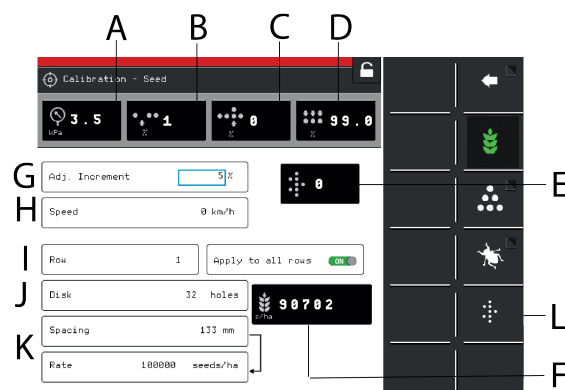 A B C D
Calibration - Seed
3.5 1 0 99.0
kPa % % %
G Adj. Increment 5 % 0 E
H Speed 0 km/h
I Row 1 Apply to all rows ON
J Disk 32 holes
90702
s/ha
K Spacing 133 mm L
Rate 100000 seeds/ha F